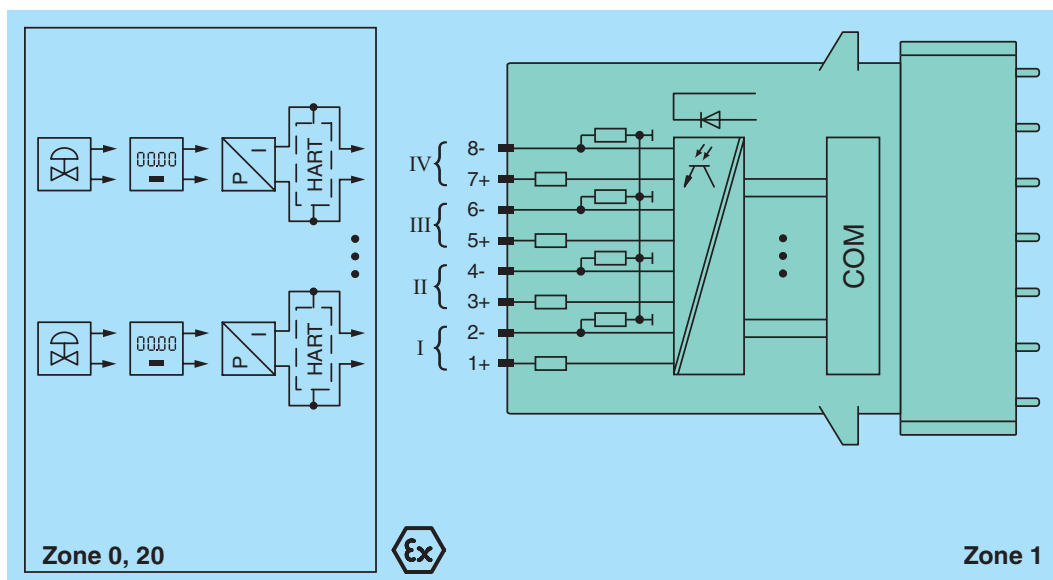 00.00
P I
HART
00.00
P I
HART
IV
8-
7+
III
6-
5+
II
4-
3+
I
2-
1+
COM
Zone 0, 20
Ex
Zone 1